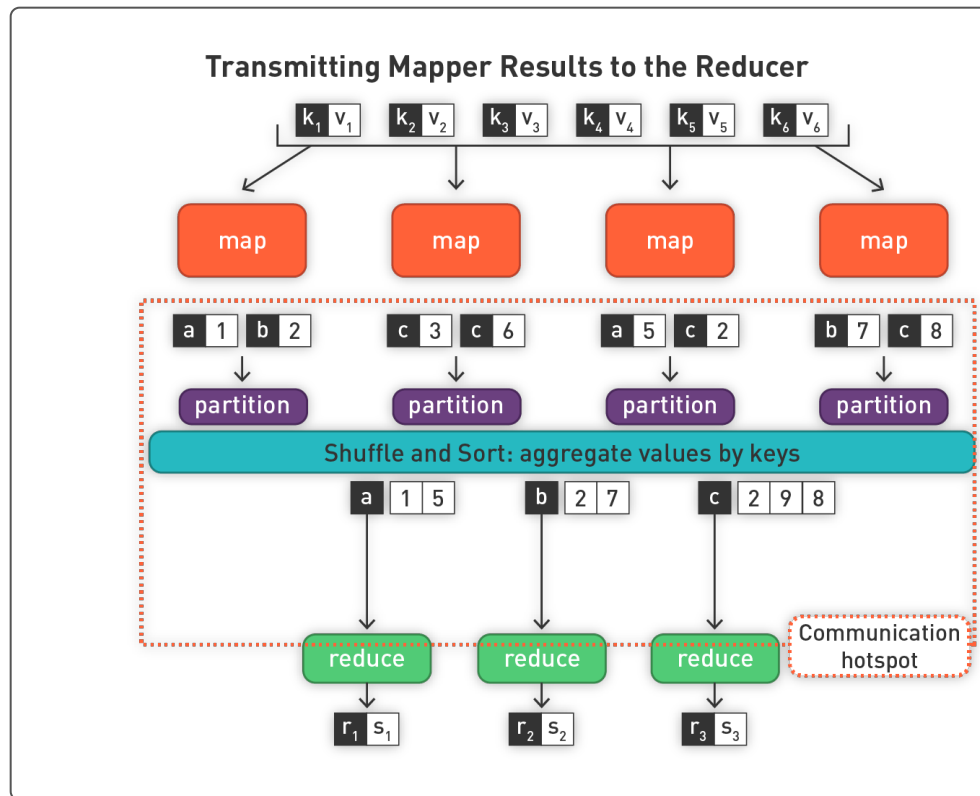 Transmitting Mapper Results to the Reducer
k₁ v₁ k₂ v₂ k₃ v₃ k₄ v₄ k₅ v₅ k₆ v₆
map map map map
a 1 b 2 c 3 c 6 a 5 c 2 b 7 c 8
partition partition partition partition
Shuffle and Sort: aggregate values by keys
a 1 5 b 2 7 c 2 9 8
reduce reduce reduce
Communication
hotspot
r₁ s₁ r₂ s₂ r₃ s₃